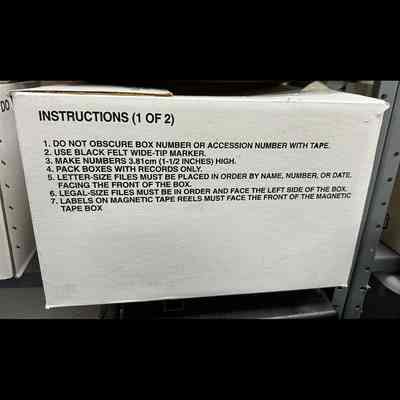 INSTRUCTIONS (1 OF 2)
1. DO NOT OBSCURE BOX NUMBER OR ACCESSION NUMBER WITH TAPE.
2. USE BLACK FELT WIDE-TIP MARKER.
3. MAKE NUMBERS 3.81cm (1-1/2 INCHES) HIGH.
4. PACK BOXES WITH RECORDS ONLY.
5. LETTER-SIZE FILES MUST BE PLACED IN ORDER BY NAME, NUMBER, OR DATE,
FACING THE FRONT OF THE BOX.
6. LEGAL-SIZE FILES MUST BE IN ORDER AND FACE THE LEFT SIDE OF THE BOX.
7. LABELS ON MAGNETIC TAPE REELS MUST FACE THE FRONT OF THE MAGNETIC
TAPE BOX
DO